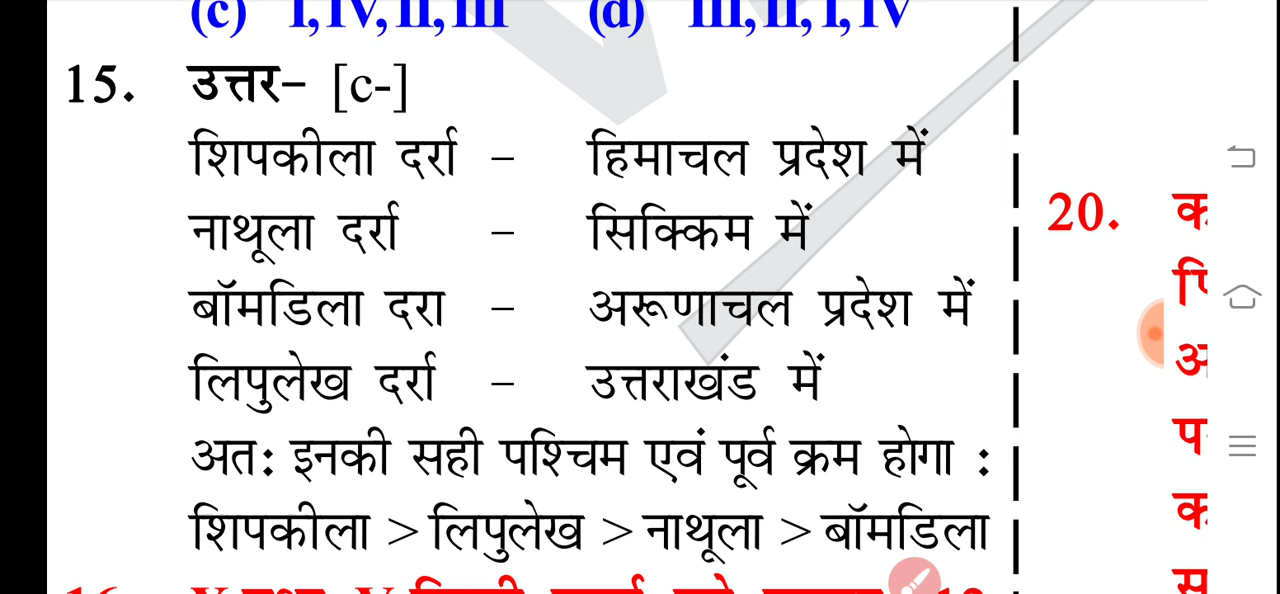 (c) I, IV, II, III (d) III, II, I, IV
15. उत्तर– [c-]
शिपकीला दर्रा – हिमाचल प्रदेश में
नाथूला दर्रा – सिक्किम में
बॉमडिला दरा – अरूणाचल प्रदेश में
लिपुलेख दर्रा – उत्तराखंड में
अतः इनकी सही पश्चिम एवं पूर्व क्रम होगा :
शिपकीला > लिपुलेख > नाथूला > बॉमडिला
20.